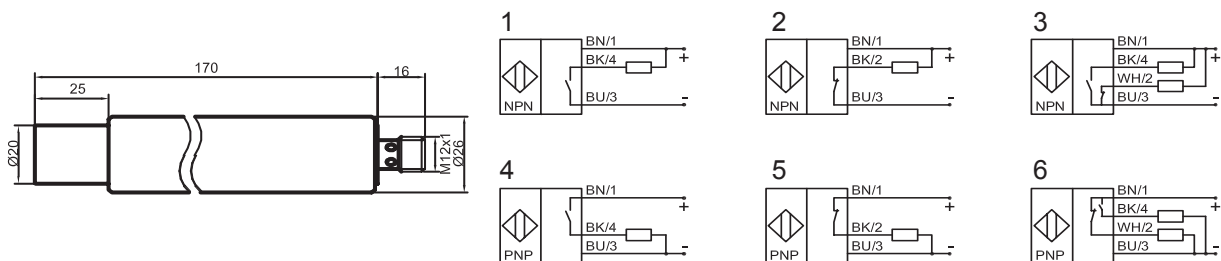 170
16
25
Ø20
M12x1
Ø26
1
BN/1
+
BK/4
NPN
BU/3
-
2
BN/1
+
BK/2
NPN
BU/3
-
3
BN/1
+
BK/4
WH/2
NPN
BU/3
-
4
BN/1
+
BK/4
PNP
BU/3
-
5
BN/1
+
BK/2
PNP
BU/3
-
6
BN/1
+
BK/4
WH/2
PNP
BU/3
-